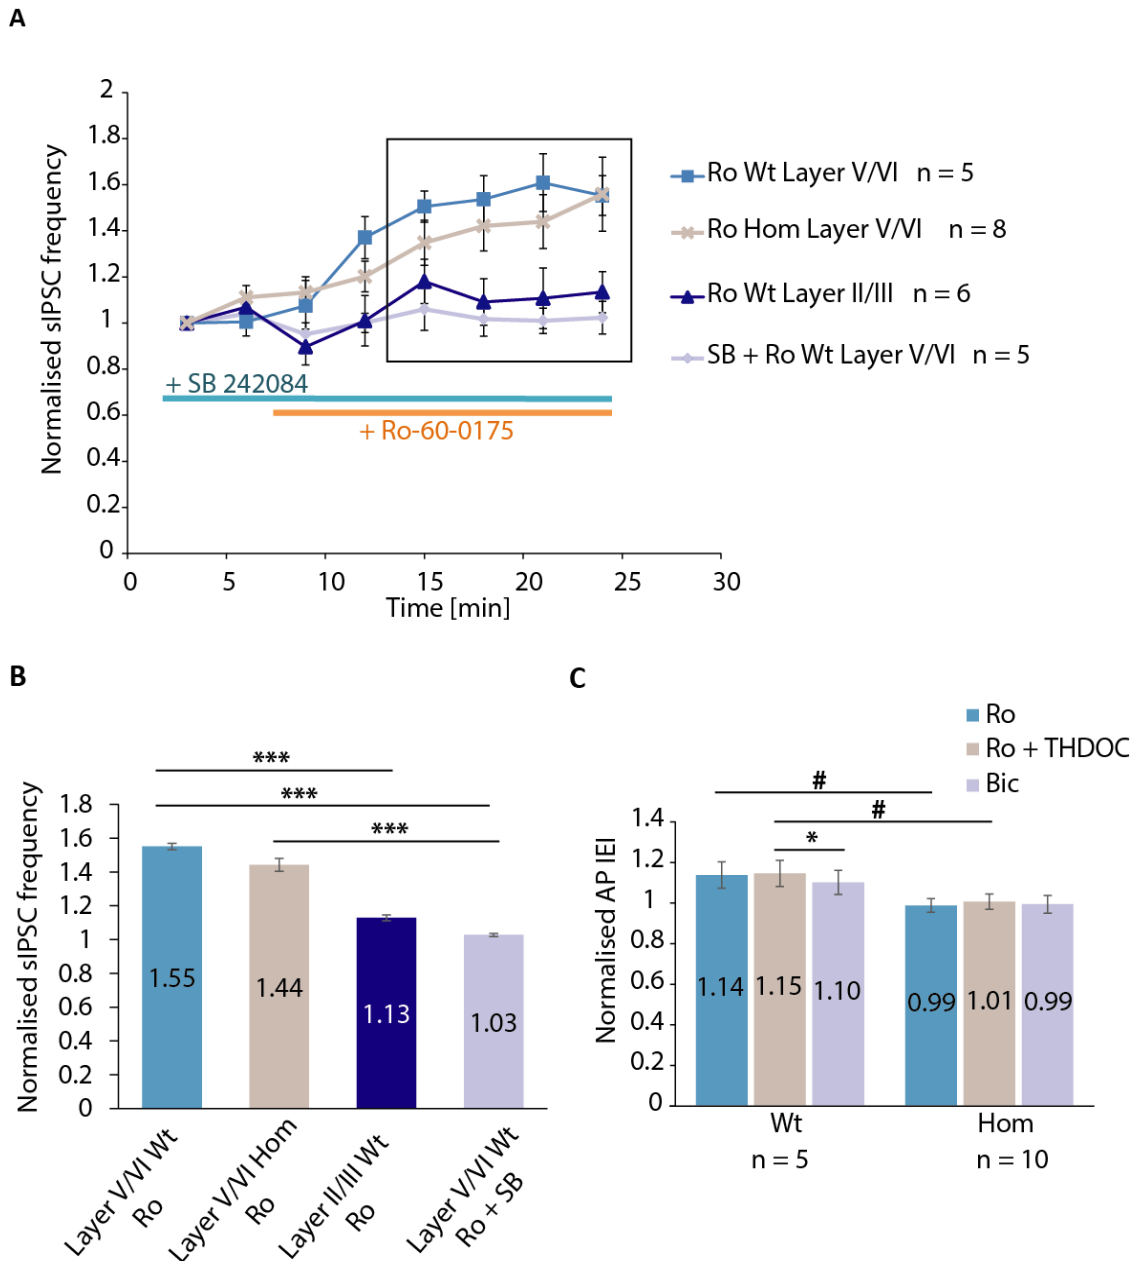 A
2
1.8
1.6
1.4
1.2
1
0.8
0.6
0.4
0.2
0
Normalised sIPSC frequency
0 5 10 15 20 25 30
Time [min]
+ SB 242084
+ Ro-60-0175
Ro Wt Layer V/VI n = 5
Ro Hom Layer V/VI n = 8
Ro Wt Layer II/III n = 6
SB + Ro Wt Layer V/VI n = 5
B
***
***
***
1.8
1.6
1.4
1.2
1
0.8
0.6
0.4
0.2
0
Normalised sIPSC frequency
1.55
1.44
1.13
1.03
Layer V/VI Wt
Ro
Layer V/VI Hom
Ro
Layer II/III Wt
Ro
Layer V/VI Wt
Ro + SB
C
Ro
Ro + THDOC
Bic
#
#
*
1.4
1.2
1
0.8
0.6
0.4
0.2
0
Normalised AP IEI
1.14 1.15 1.10 0.99 1.01 0.99
Wt Hom
n = 5 n = 10